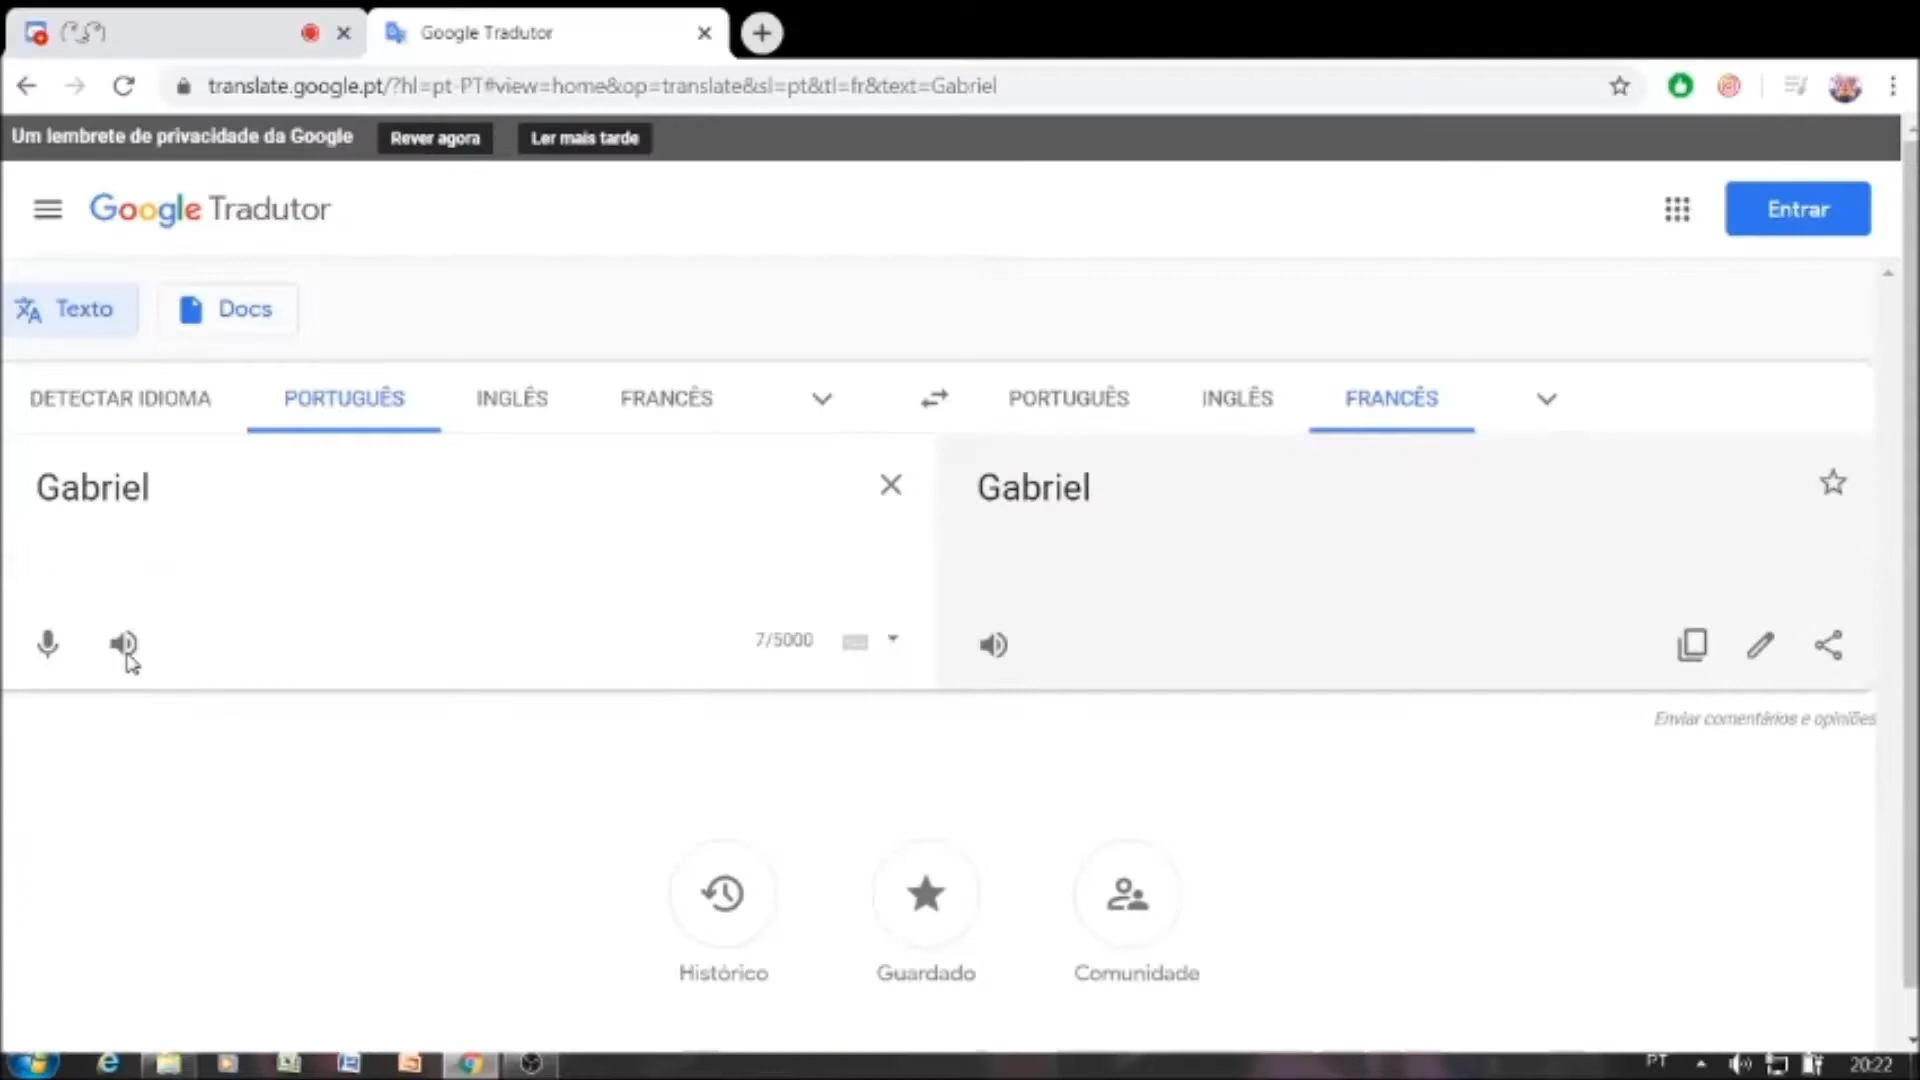 ( ͡° ͜ʖ ͡°)
Google Tradutor
translate.google.pt/?hl=pt-PT#view=home&op=translate&sl=pt&tl=fr&text=Gabriel
Um lembrete de privacidade da Google Rever agora Ler mais tarde
Google Tradutor
Entrar
Texto Docs
DETECTAR IDIOMA PORTUGUÊS INGLÊS FRANCÊS PORTUGUÊS INGLÊS FRANCÊS
Gabriel
Gabriel
7/5000
Enviar comentários e opiniões
Histórico Guardado Comunidade
PT 20:22